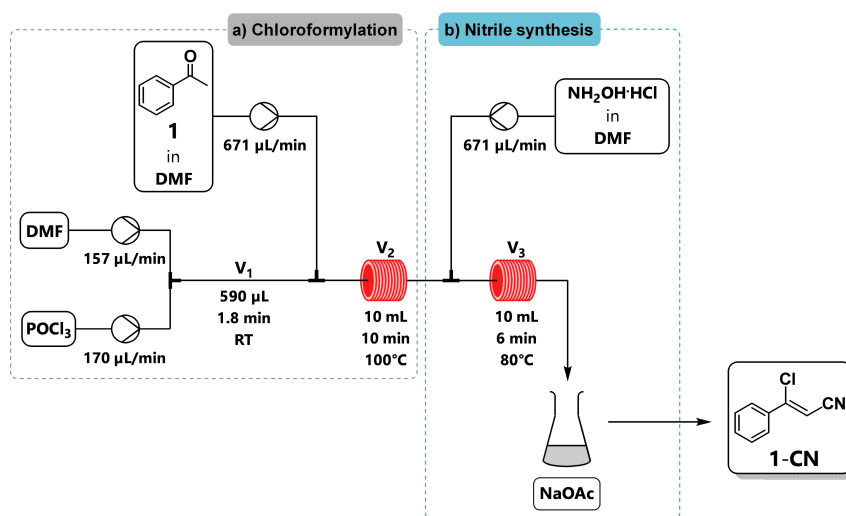 a) Chloroformylation
b) Nitrile synthesis
O
1
in
DMF
671 µL/min
NH₂OH·HCl
in
DMF
671 µL/min
DMF
157 µL/min
POCl₃
170 µL/min
V₁
590 µL
1.8 min
RT
V₂
10 mL
10 min
100°C
V₃
10 mL
6 min
80°C
NaOAc
Cl
CN
1-CN